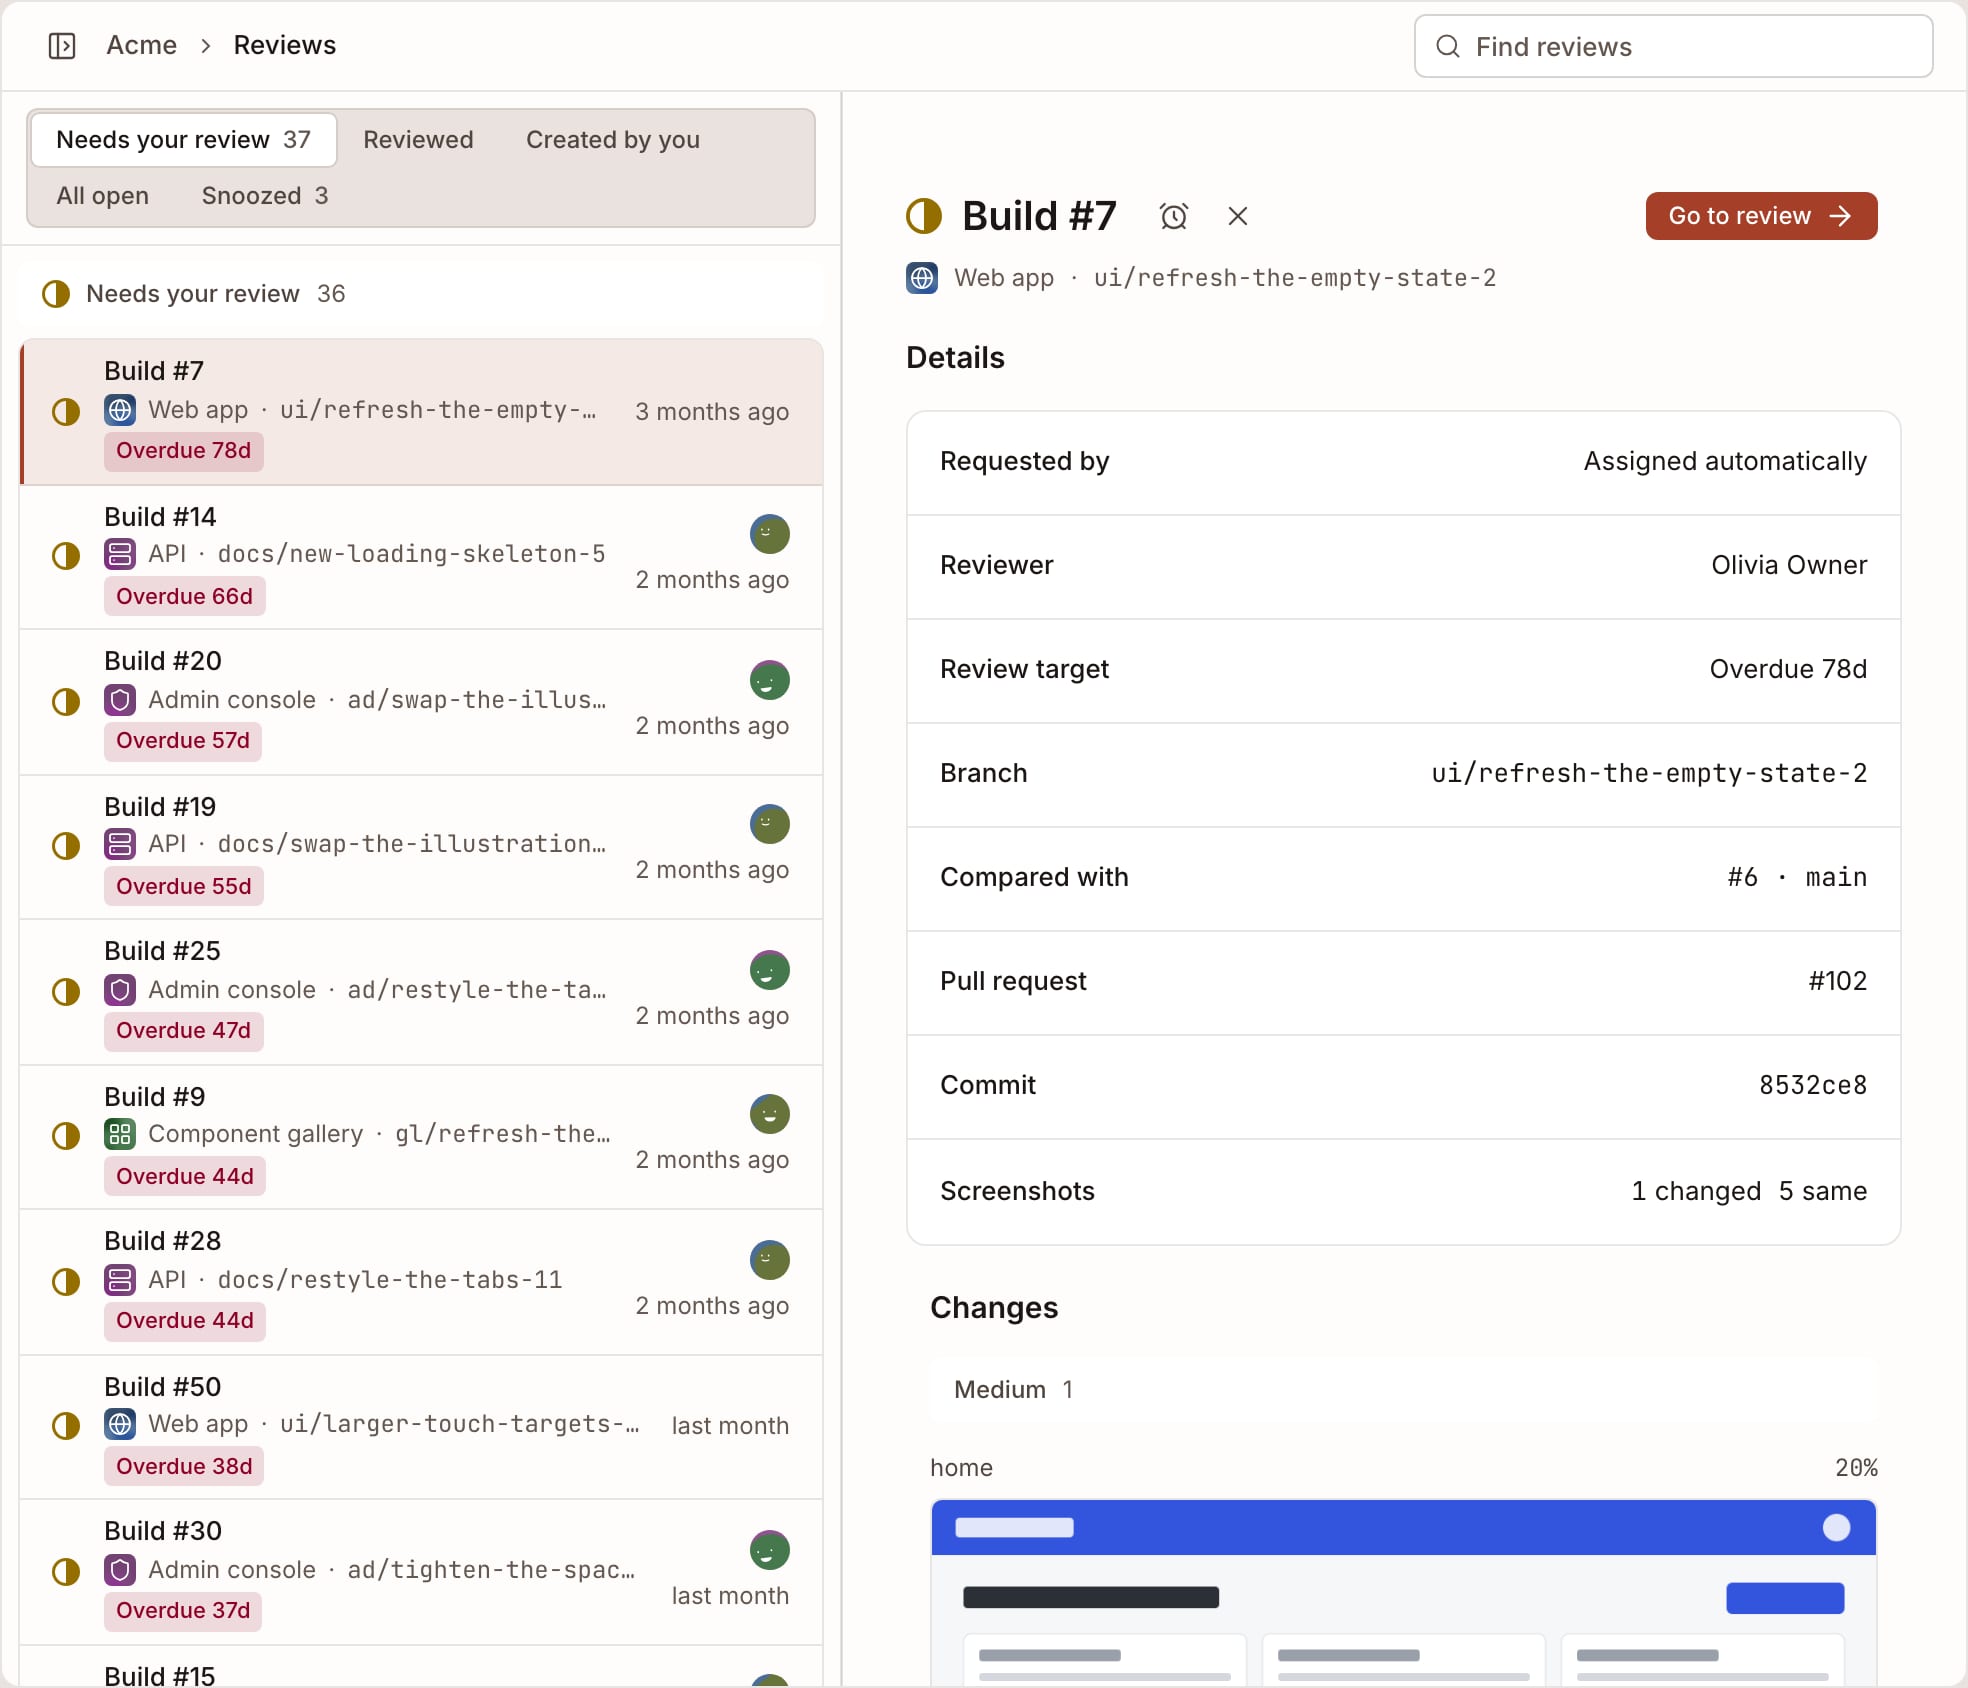 Acme > Reviews
Find reviews
Needs your review 37
Reviewed
Created by you
All open
Snoozed 3
Needs your review 36
Build #7
Web app · ui/refresh-the-empty-…
3 months ago
Overdue 78d
Build #14
API · docs/new-loading-skeleton-5
2 months ago
Overdue 66d
Build #20
Admin console · ad/swap-the-illus…
2 months ago
Overdue 57d
Build #19
API · docs/swap-the-illustration…
2 months ago
Overdue 55d
Build #25
Admin console · ad/restyle-the-ta…
2 months ago
Overdue 47d
Build #9
Component gallery · gl/refresh-the…
2 months ago
Overdue 44d
Build #28
API · docs/restyle-the-tabs-11
2 months ago
Overdue 44d
Build #50
Web app · ui/larger-touch-targets-…
last month
Overdue 38d
Build #30
Admin console · ad/tighten-the-spac…
last month
Overdue 37d
Build #15
Build #7
Go to review
Web app · ui/refresh-the-empty-state-2
Details
Requested by Assigned automatically
Reviewer Olivia Owner
Review target Overdue 78d
Branch ui/refresh-the-empty-state-2
Compared with #6 · main
Pull request #102
Commit 8532ce8
Screenshots 1 changed 5 same
Changes
Medium 1
home 20%